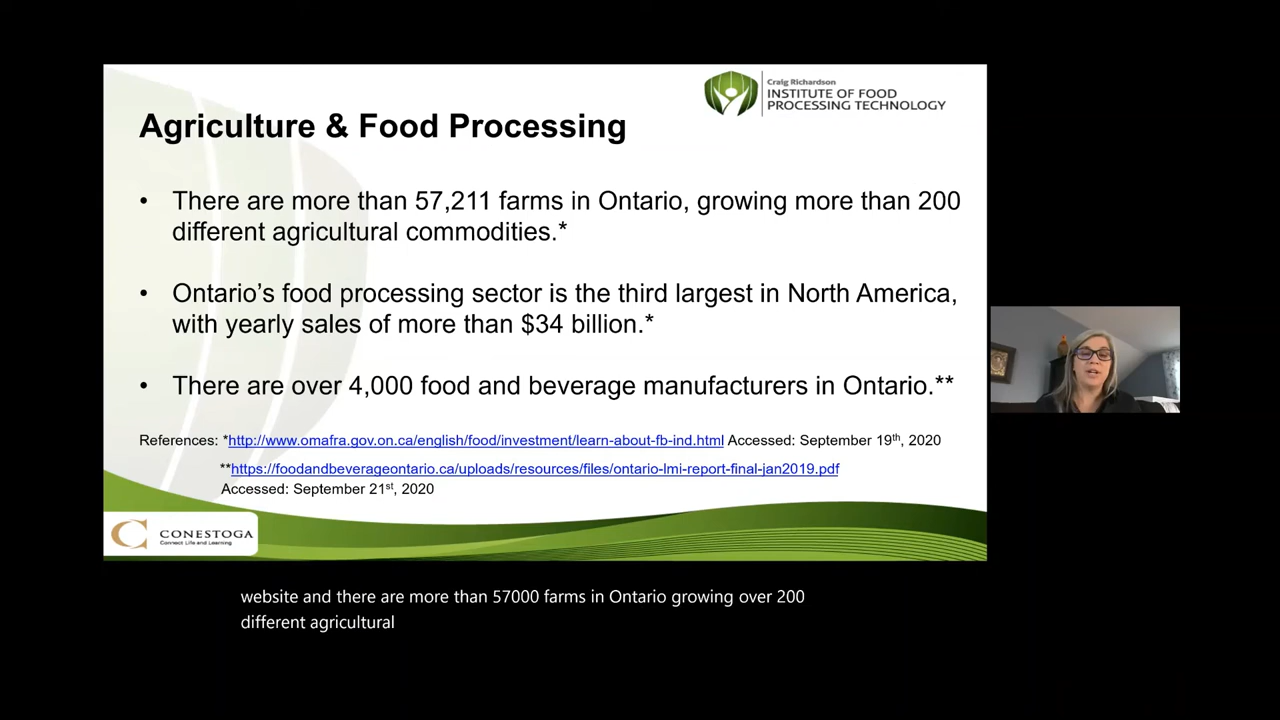 Craig Richardson
INSTITUTE OF FOOD
PROCESSING TECHNOLOGY
Agriculture & Food Processing
• There are more than 57,211 farms in Ontario, growing more than 200
different agricultural commodities.*
• Ontario’s food processing sector is the third largest in North America,
with yearly sales of more than $34 billion.*
• There are over 4,000 food and beverage manufacturers in Ontario.**
References: *http://www.omafra.gov.on.ca/english/food/investment/learn-about-fb-ind.html Accessed: September 19th, 2020
**https://foodandbeverageontario.ca/uploads/resources/files/ontario-lmi-report-final-jan2019.pdf
Accessed: September 21st, 2020
C CONESTOGA
Connect Life and Learning
website and there are more than 57000 farms in Ontario growing over 200
different agricultural